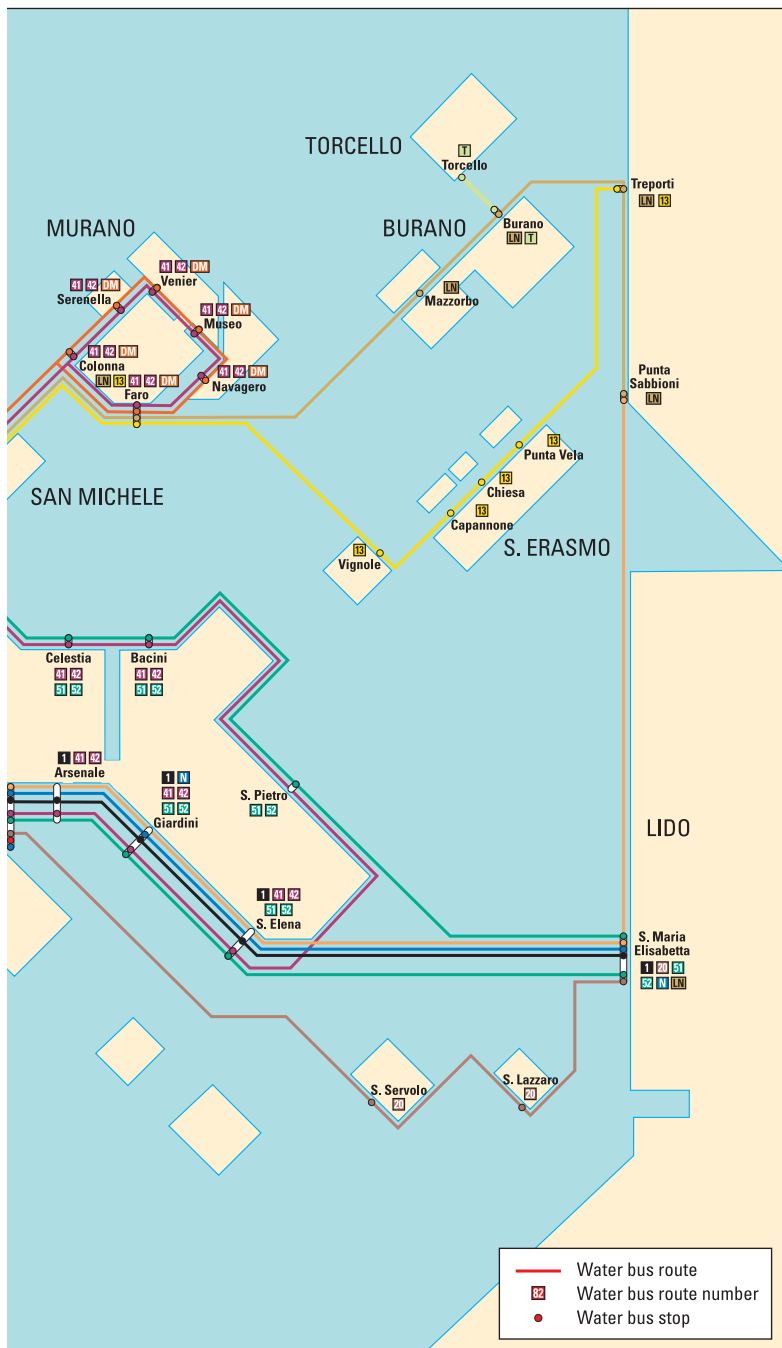 TORCELLO
T
Torcello
Treporti
LN 13
BURANO
Burano
LN T
LN
Mazzorbo
MURANO
41 42 DM
Venier
41 42 DM
Serenella
41 42 DM
Museo
41 42 DM
Colonna
41 42 DM
Navagero
LN 13 41 42 DM
Faro
Punta
Sabbioni
LN
13
Punta Vela
13
Chiesa
13
Capannone
SAN MICHELE
S. ERASMO
13
Vignole
Celestia
41 42
51 52
Bacini
41 42
51 52
1 41 42
Arsenale
1 N
41 42
51 52
Giardini
S. Pietro
51 52
LIDO
1 41 42
51 52
S. Elena
S. Maria
Elisabetta
1 20 51
52 N LN
S. Servolo
20
S. Lazzaro
20
Water bus route
82 Water bus route number
Water bus stop